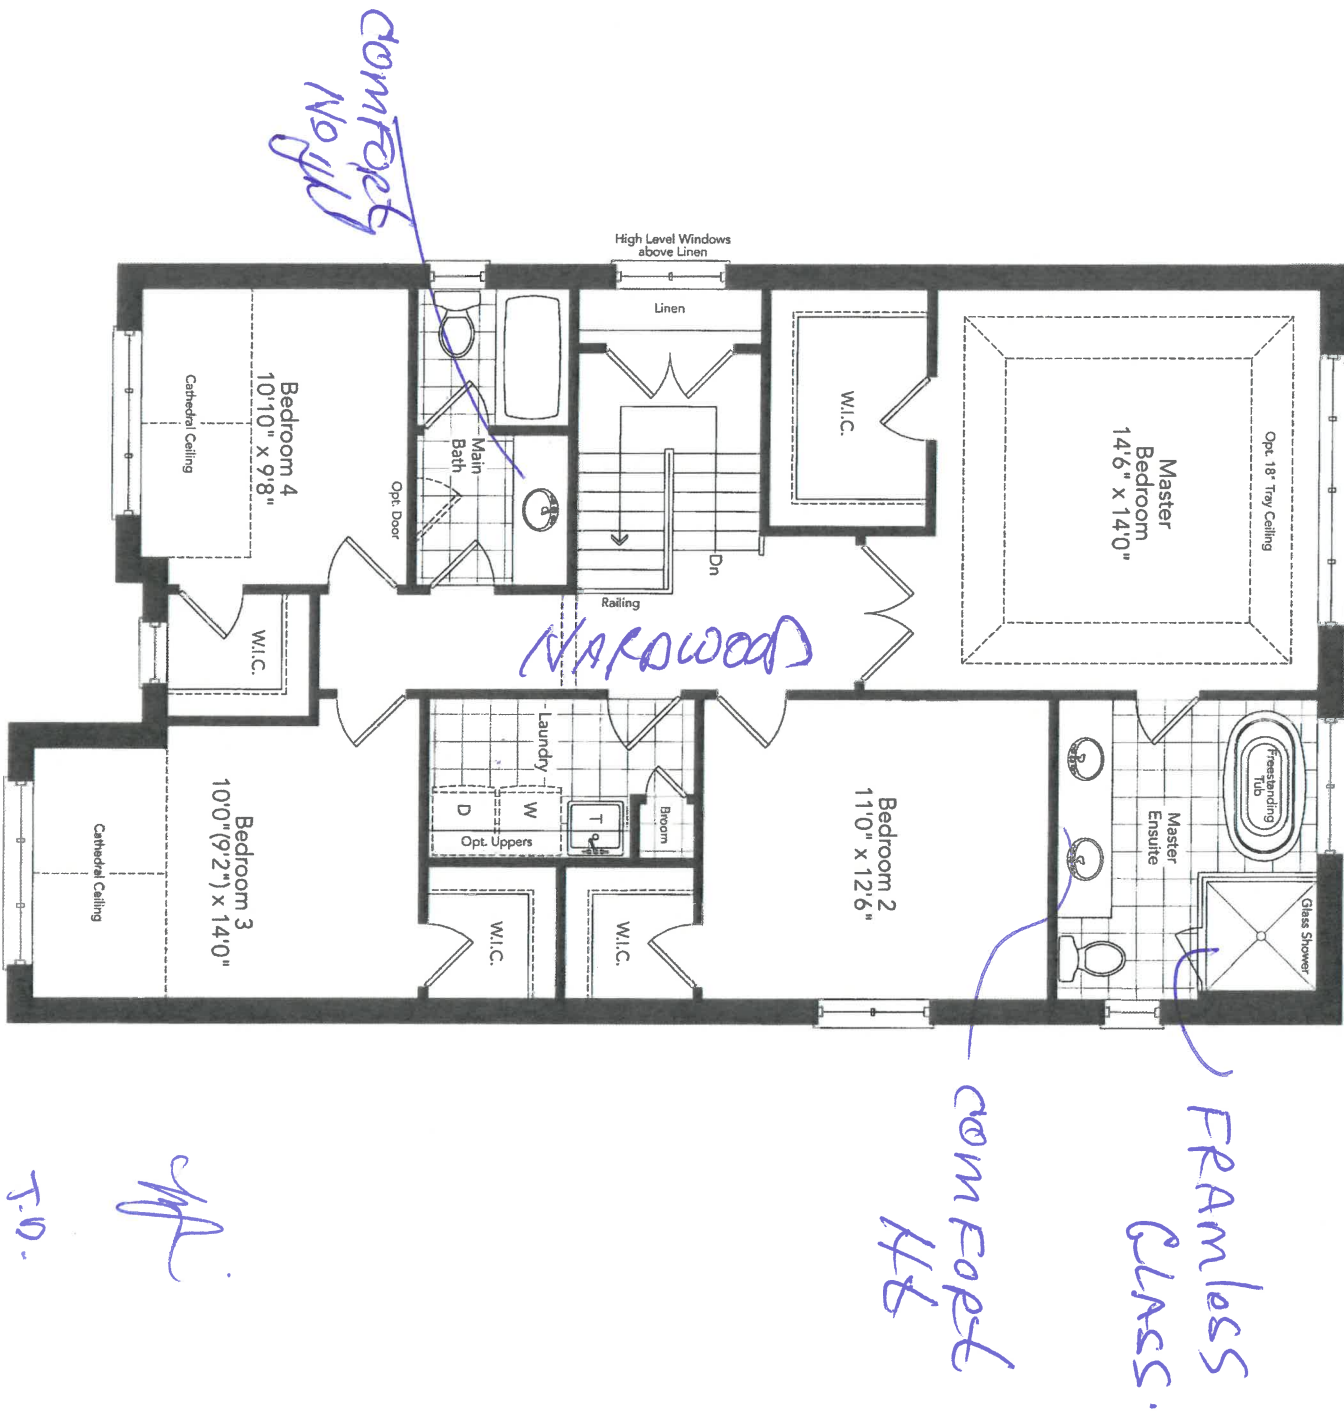 High Level Windows
above Linen
Linen
W.I.C.
Master
Bedroom
14'6" x 14'0"
Opt. 18" Tray Ceiling
Bedroom 4
10'10" x 9'8"
Cathedral Ceiling
Opt. Door
Main
Bath
Dn
Railing
HARDWOOD
W.I.C.
Laundry
D
W
T
Opt. Uppers
Broom
Bedroom 2
11'0" x 12'6"
Master
Ensuite
Freestanding
Tub
Glass Shower
Bedroom 3
10'0"(9'2") x 14'0"
Cathedral Ceiling
W.I.C.
W.I.C.
COMFORt
COMFORt
Ht
FRAMless
GLASS.
J.D.